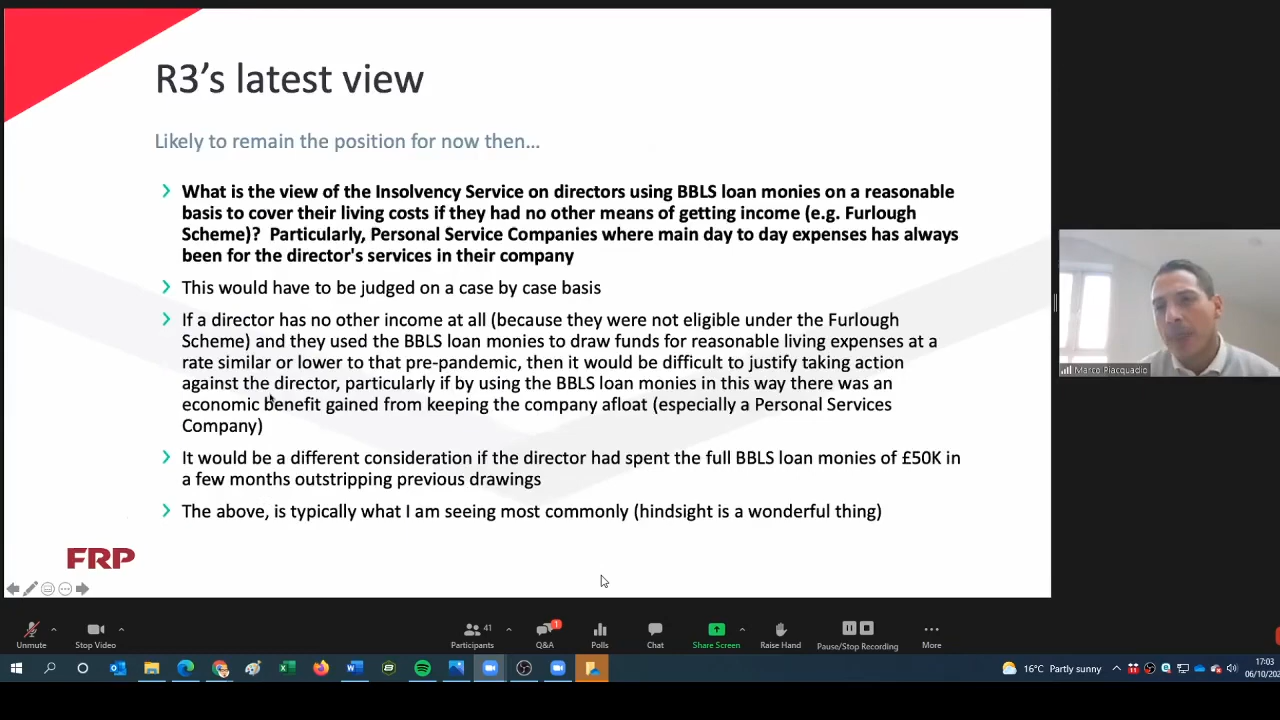 R3’s latest view
Likely to remain the position for now then…
What is the view of the Insolvency Service on directors using BBLS loan monies on a reasonable
basis to cover their living costs if they had no other means of getting income (e.g. Furlough
Scheme)? Particularly, Personal Service Companies where main day to day expenses has always
been for the director's services in their company
This would have to be judged on a case by case basis
If a director has no other income at all (because they were not eligible under the Furlough
Scheme) and they used the BBLS loan monies to draw funds for reasonable living expenses at a
rate similar or lower to that pre-pandemic, then it would be difficult to justify taking action
against the director, particularly if by using the BBLS loan monies in this way there was an
economic benefit gained from keeping the company afloat (especially a Personal Services
Company)
It would be a different consideration if the director had spent the full BBLS loan monies of £50K in
a few months outstripping previous drawings
The above, is typically what I am seeing most commonly (hindsight is a wonderful thing)
FRP
Marco Piacquadio
Unmute
Stop Video
Participants
41
Q&A
1
Polls
Chat
Share Screen
Raise Hand
Pause/Stop Recording
More
16°C Partly sunny
17:03